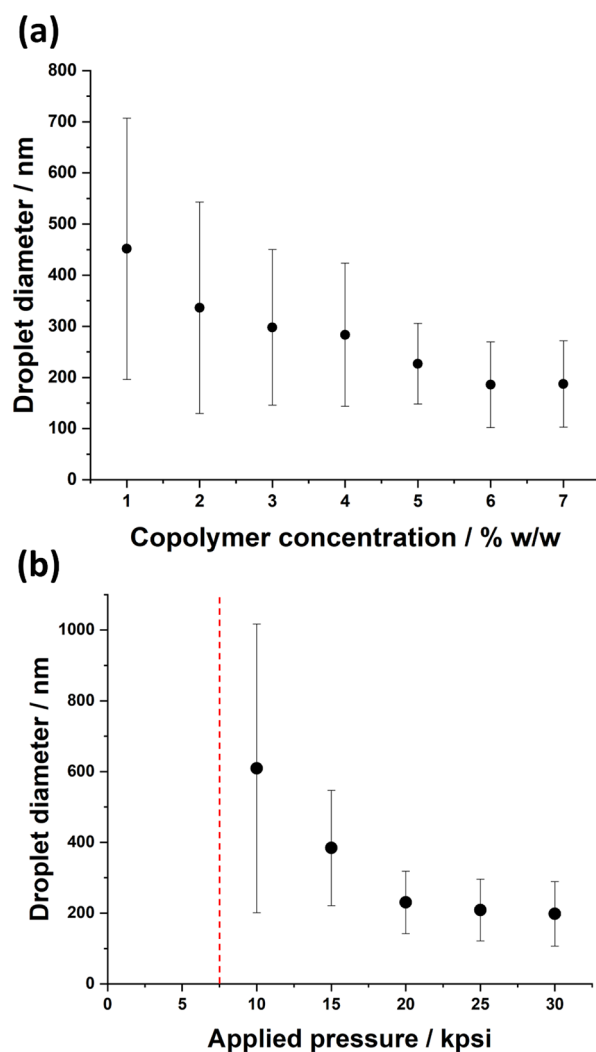 (a)
800
700
600
500
400
300
200
100
0
Droplet diameter / nm
1 2 3 4 5 6 7
Copolymer concentration / % w/w
(b)
1000
800
600
400
200
0
Droplet diameter / nm
0 5 10 15 20 25 30
Applied pressure / kpsi